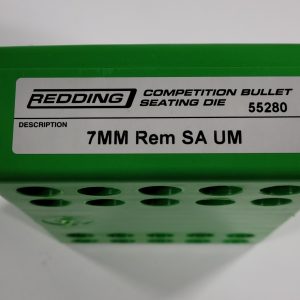 REDDING
COMPETITION BULLET
SEATING DIE
55280
DESCRIPTION
7MM Rem SA UM